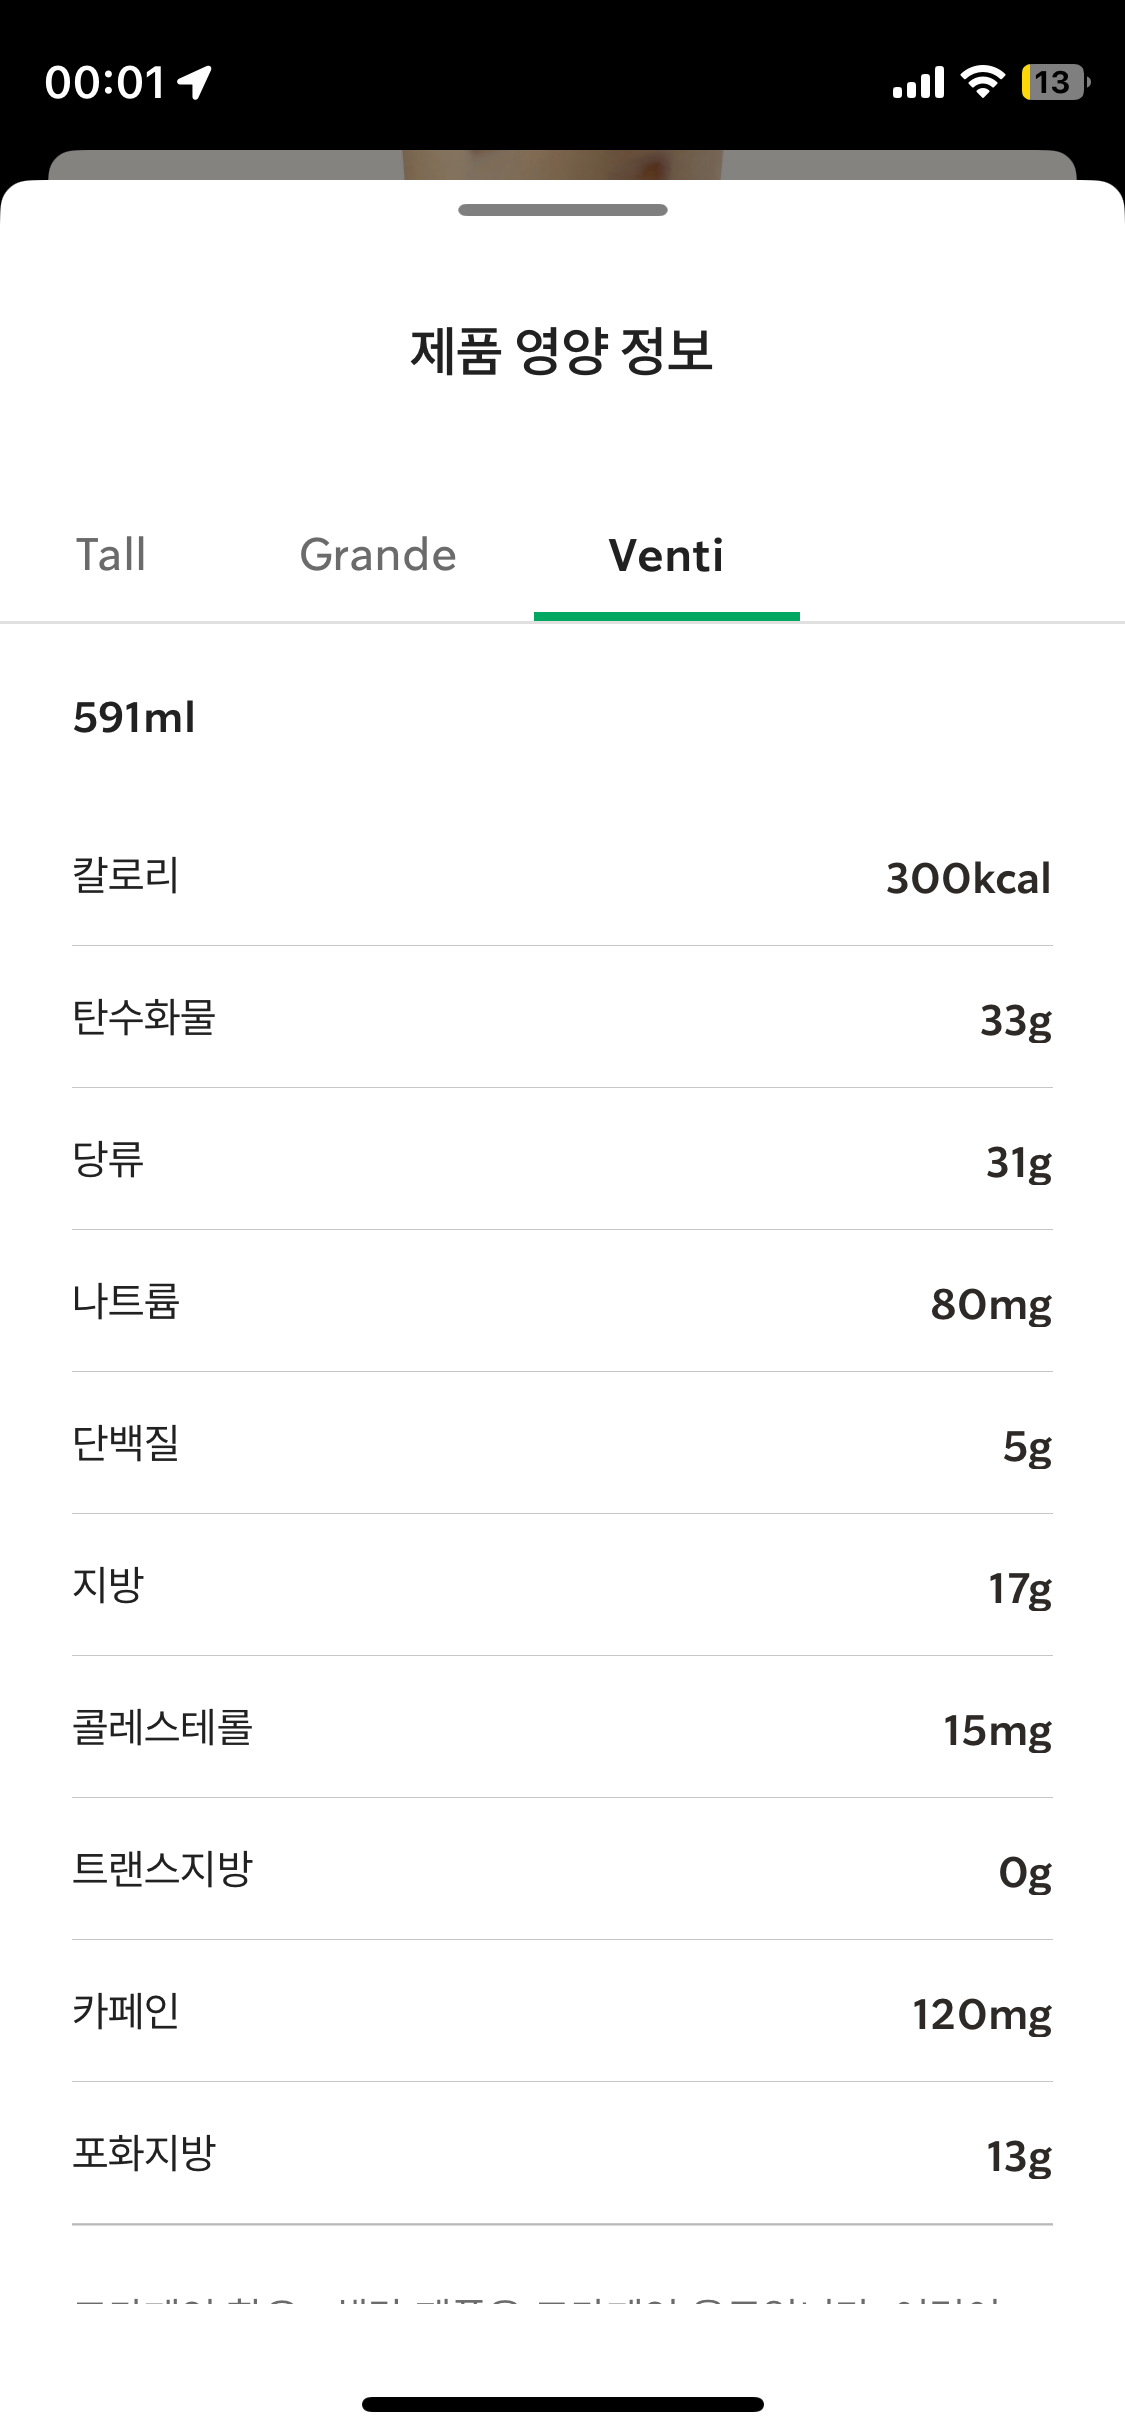 00:01
13
제품 영양 정보
Tall Grande Venti
591ml
칼로리 300kcal
탄수화물 33g
당류 31g
나트륨 80mg
단백질 5g
지방 17g
콜레스테롤 15mg
트랜스지방 0g
카페인 120mg
포화지방 13g